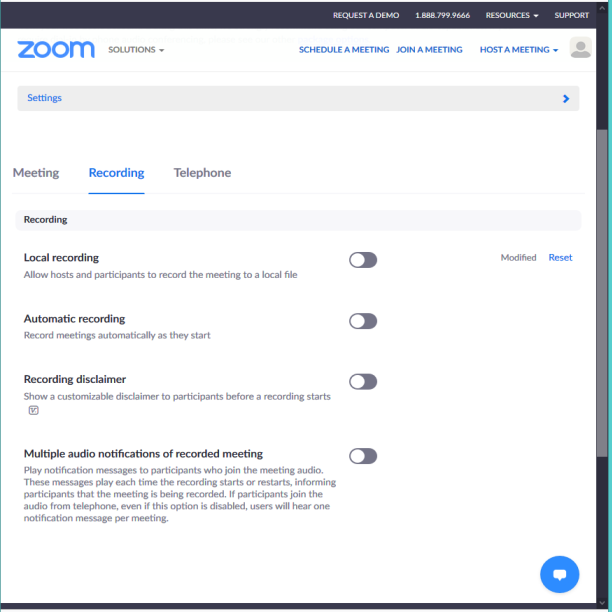 REQUEST A DEMO 1.888.799.9666 RESOURCES SUPPORT
zoom SOLUTIONS SCHEDULE A MEETING JOIN A MEETING HOST A MEETING
Settings
Meeting Recording Telephone
Recording
Local recording Modified Reset
Allow hosts and participants to record the meeting to a local file
Automatic recording
Record meetings automatically as they start
Recording disclaimer
Show a customizable disclaimer to participants before a recording starts
Multiple audio notifications of recorded meeting
Play notification messages to participants who join the meeting audio.
These messages play each time the recording starts or restarts, informing
participants that the meeting is being recorded. If participants join the
audio from telephone, even if this option is disabled, users will hear one
notification message per meeting.